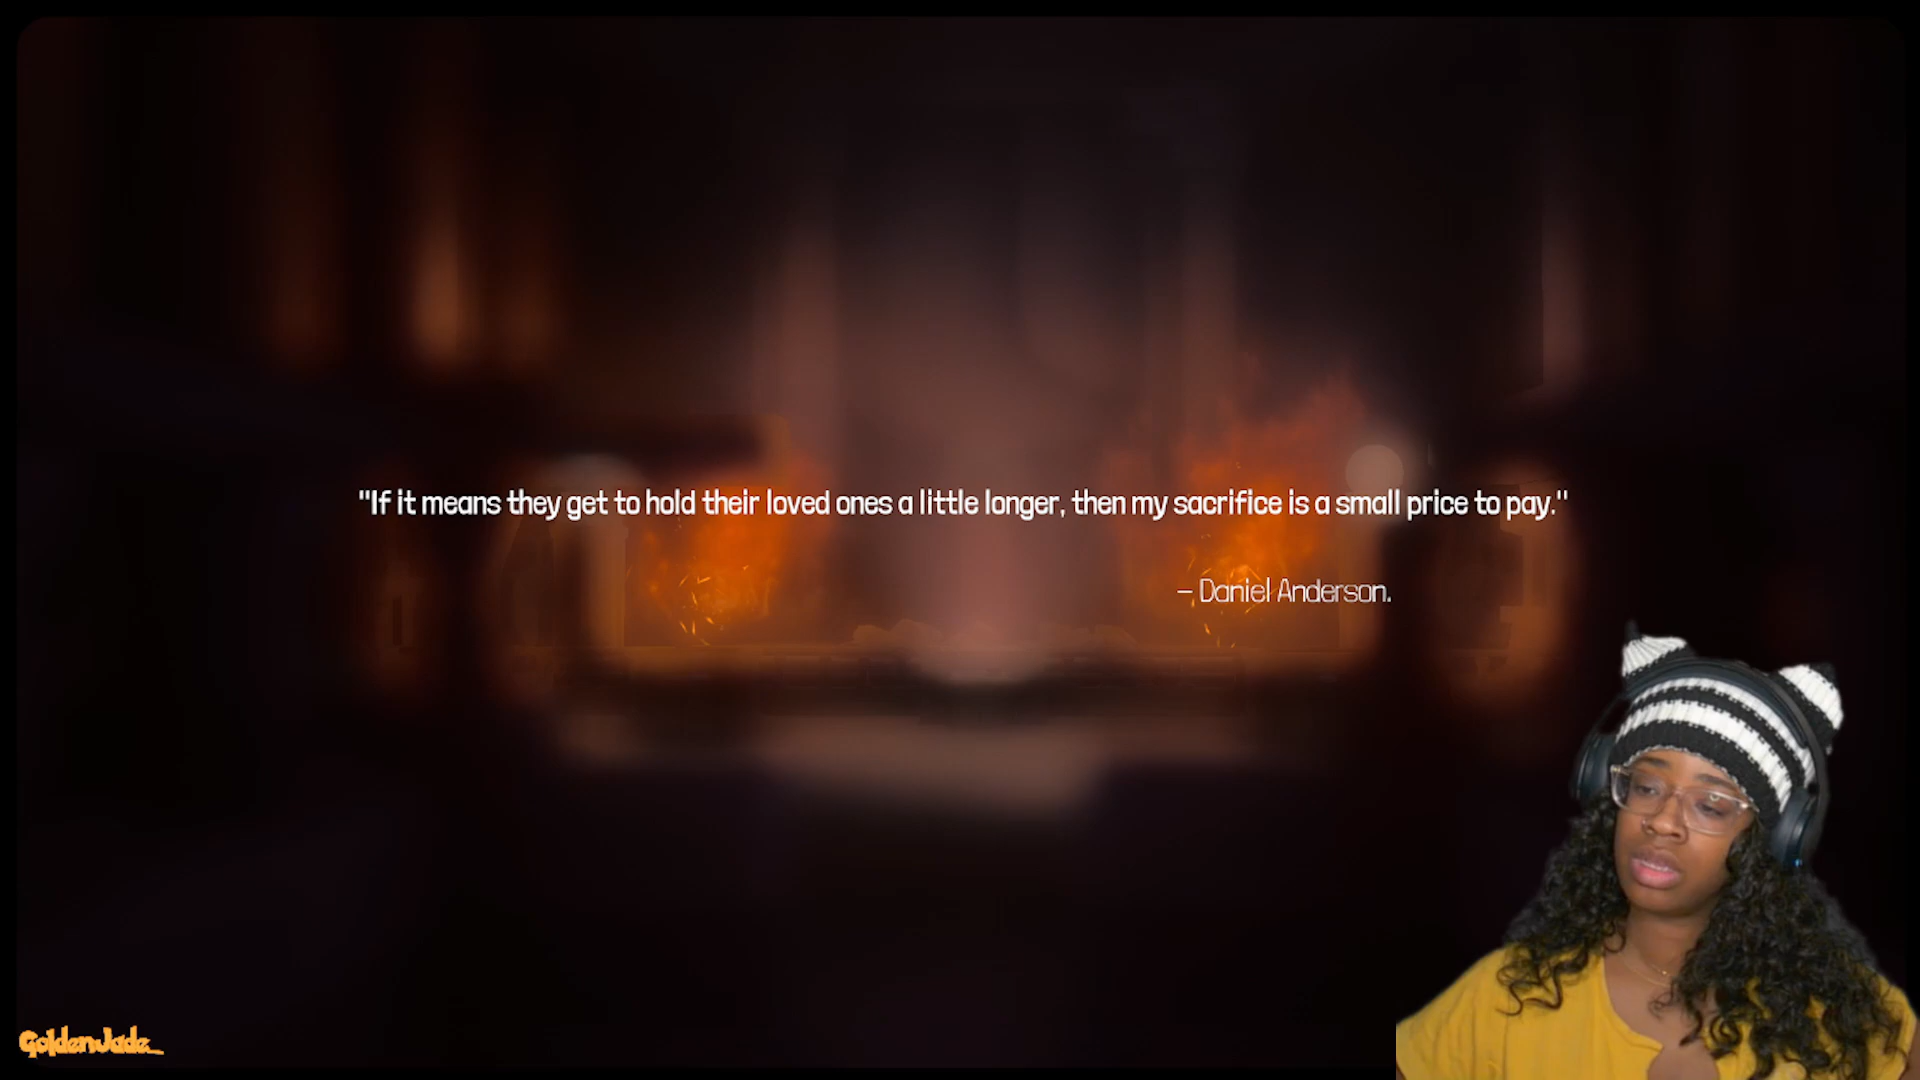 "If it means they get to hold their loved ones a little longer, then my sacrifice is a small price to pay."
– Daniel Anderson.
GoldenJade_